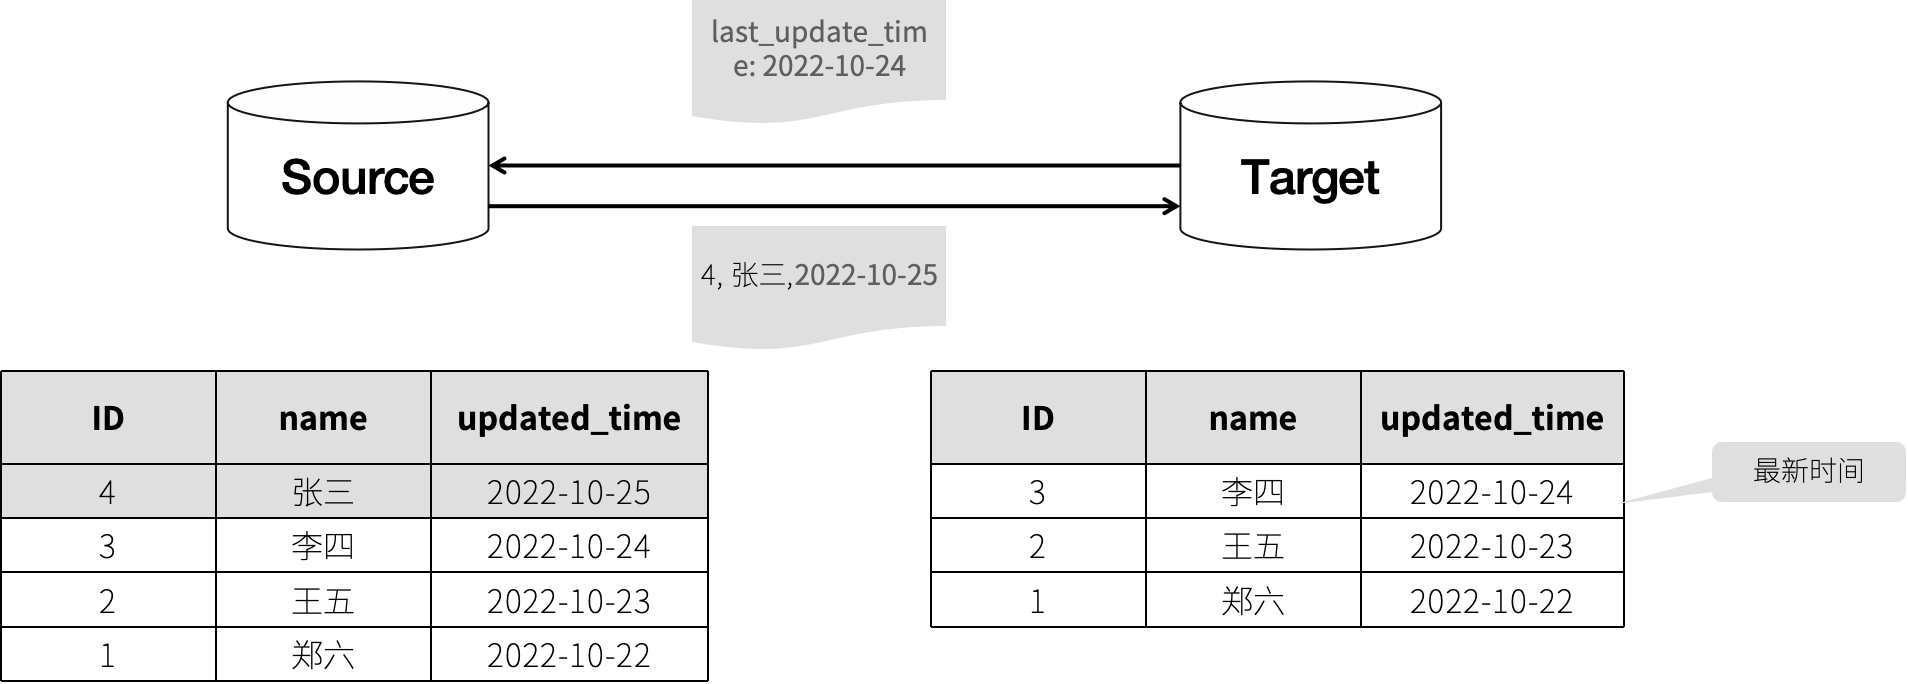 last_update_tim
e: 2022-10-24
Source
Target
4, 张三,2022-10-25
ID name updated_time
4 张三 2022-10-25
3 李四 2022-10-24
2 王五 2022-10-23
1 郑六 2022-10-22
ID name updated_time
3 李四 2022-10-24
2 王五 2022-10-23
1 郑六 2022-10-22
最新时间